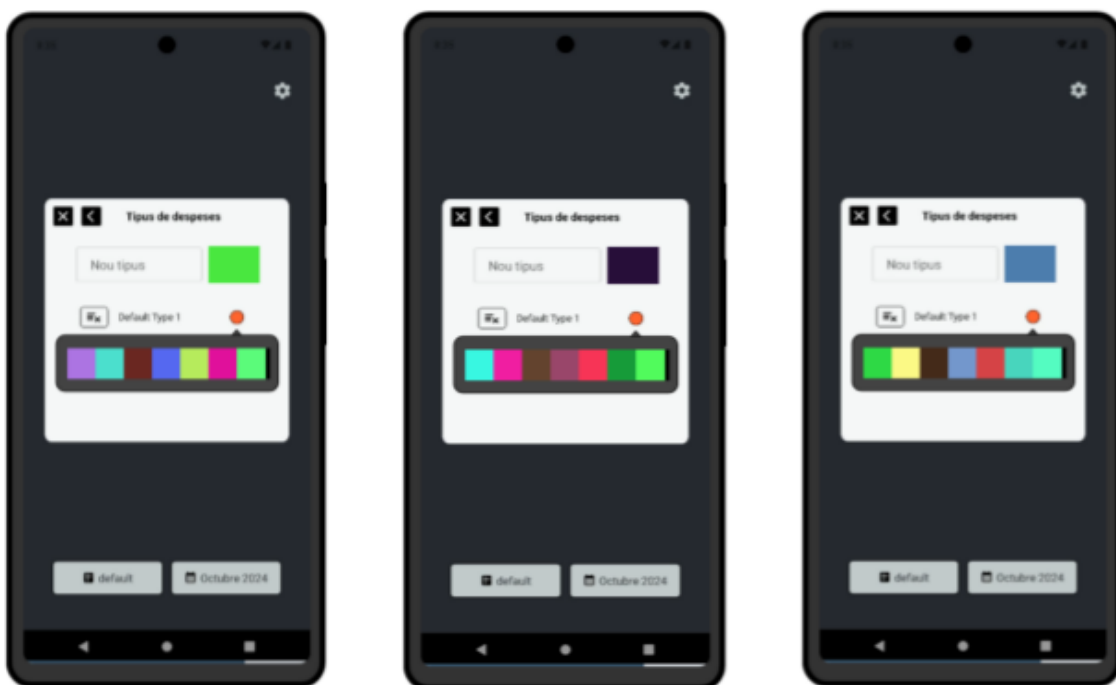 Tipus de despeses
Nou tipus
Default Type 1
default
Octubre 2024
Tipus de despeses
Nou tipus
Default Type 1
default
Octubre 2024
Tipus de despeses
Nou tipus
Default Type 1
default
Octubre 2024